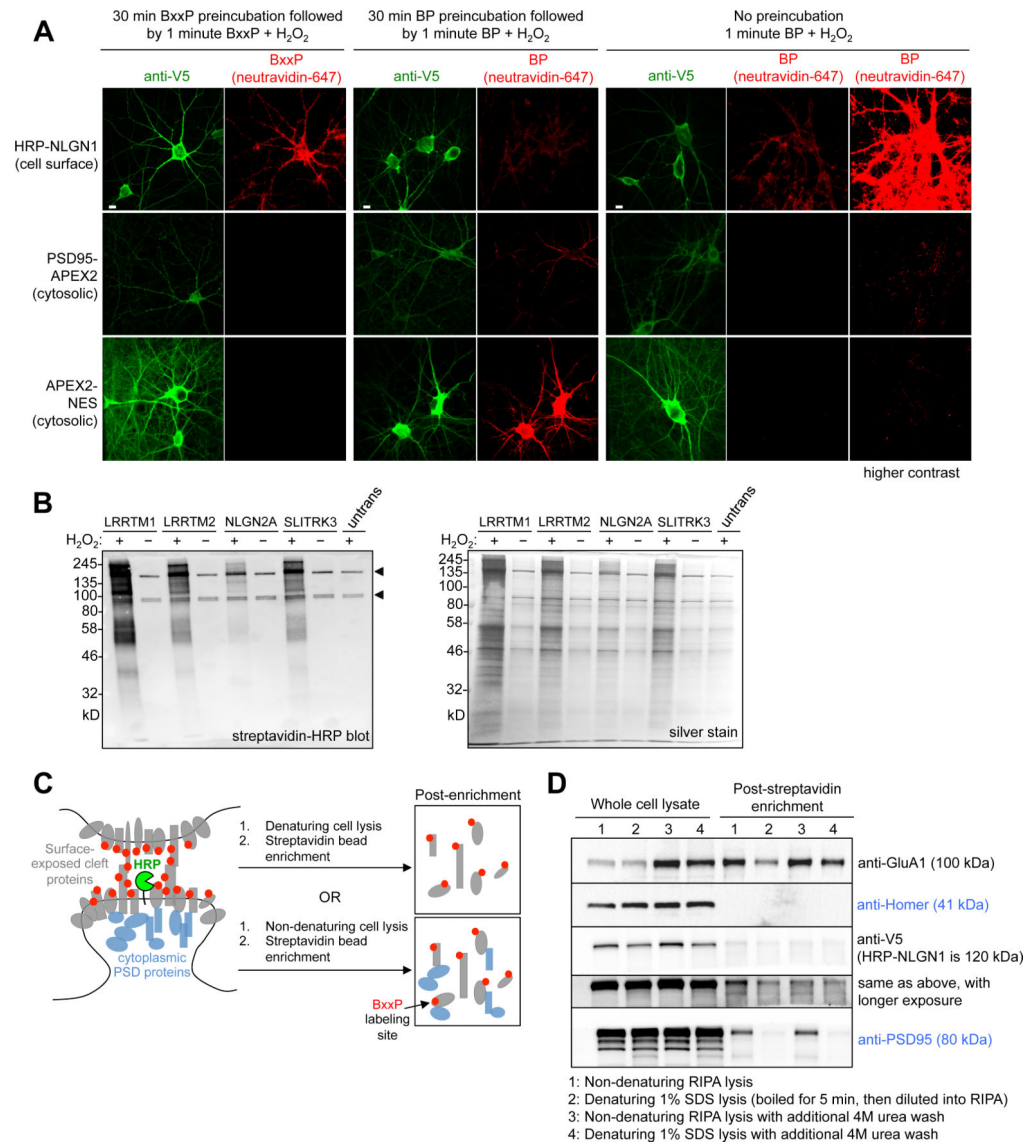 A
30 min BxxP preincubation followed
by 1 minute BxxP + H₂O₂
30 min BP preincubation followed
by 1 minute BP + H₂O₂
No preincubation
1 minute BP + H₂O₂
anti-V5
BxxP
(neutravidin-647)
anti-V5
BP
(neutravidin-647)
anti-V5
BP
(neutravidin-647)
BP
(neutravidin-647)
HRP-NLGN1
(cell surface)
PSD95-
APEX2
(cytosolic)
APEX2-
NES
(cytosolic)
higher contrast
B
LRRTM1 LRRTM2 NLGN2A SLITRK3 untrans
H₂O₂: + − + − + − + − +
245
135
100
80
58
46
32
kD
streptavidin-HRP blot
LRRTM1 LRRTM2 NLGN2A SLITRK3 untrans
H₂O₂: + − + − + − + − +
245
135
100
80
58
46
32
kD
silver stain
C
Surface-
exposed cleft
proteins
HRP
cytoplasmic
PSD proteins
1. Denaturing cell lysis
2. Streptavidin bead
enrichment
OR
1. Non-denaturing cell lysis
2. Streptavidin bead
enrichment
Post-enrichment
BxxP
labeling
site
D
Whole cell lysate
Post-streptavidin
enrichment
1 2 3 4 1 2 3 4
anti-GluA1 (100 kDa)
anti-Homer (41 kDa)
anti-V5
(HRP-NLGN1 is 120 kDa)
same as above, with
longer exposure
anti-PSD95 (80 kDa)
1: Non-denaturing RIPA lysis
2: Denaturing 1% SDS lysis (boiled for 5 min, then diluted into RIPA)
3: Non-denaturing RIPA lysis with additional 4M urea wash
4: Denaturing 1% SDS lysis with additional 4M urea wash